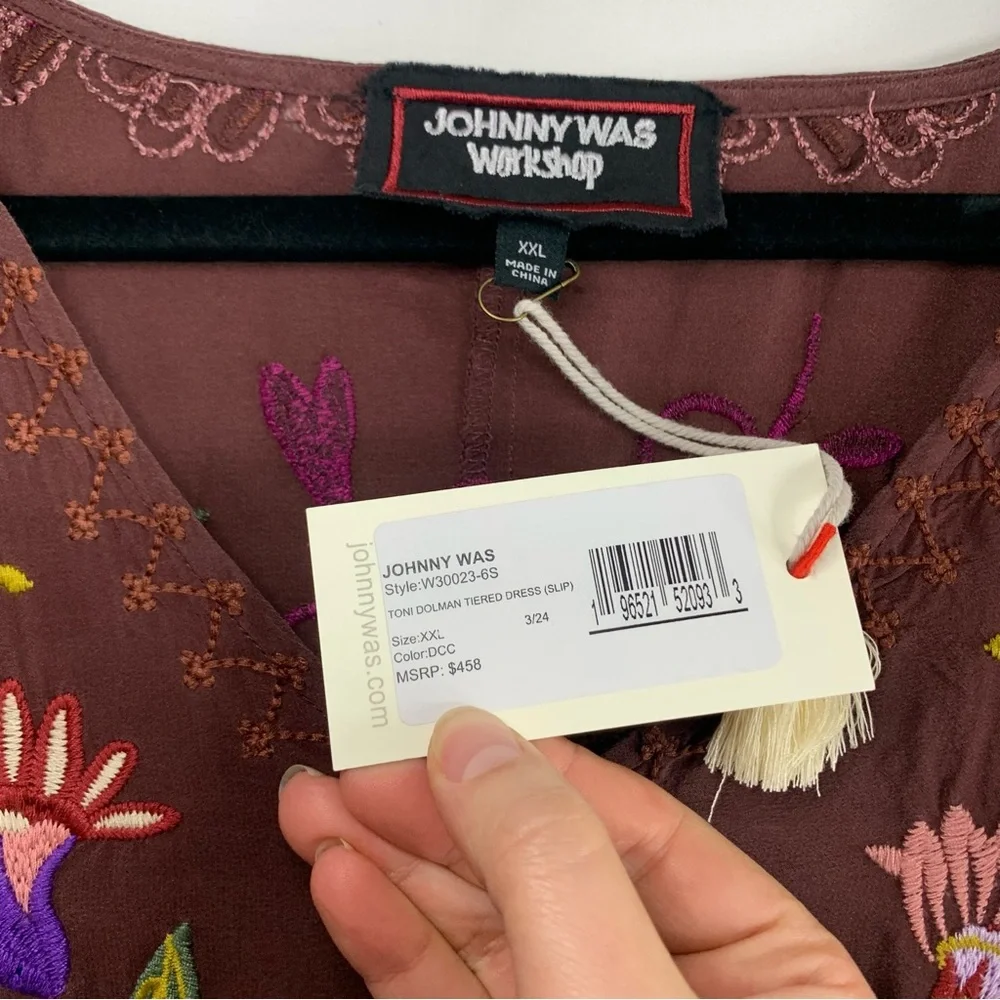 JOHNNY WAS
Workshop
XXL
MADE IN
CHINA
johnnywas.com
JOHNNY WAS
Style:W30023-6S
TONI DOLMAN TIERED DRESS (SLIP)
Size:XXL 3/24
Color:DCC
MSRP: $458
1 96521 52093 3